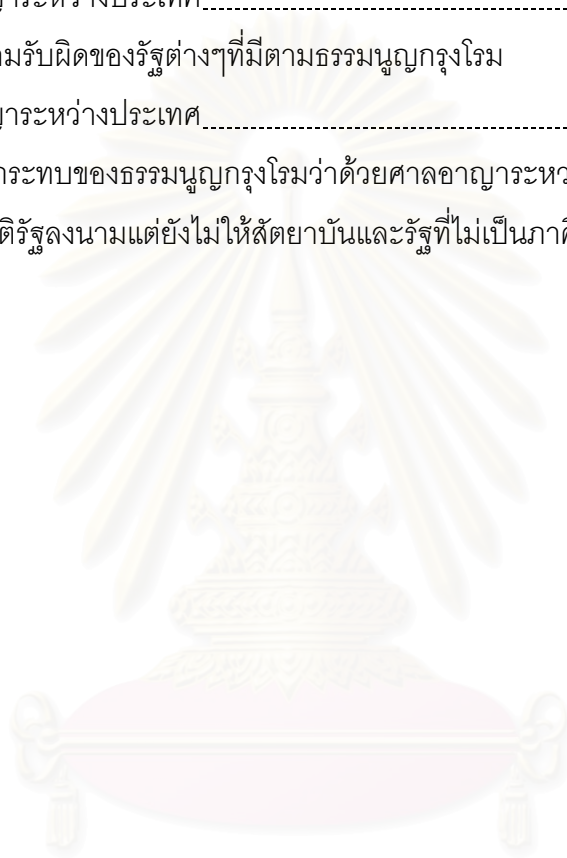 ญาระหว่างประเทศ
มรับผิดของรัฐต่างๆที่มีตามธรรมนูญกรุงโรม
ญาระหว่างประเทศ
กระทบของธรรมนูญกรุงโรมว่าด้วยศาลอาญาระหว
ติรัฐลงนามแต่ยังไม่ให้สัตยาบันและรัฐที่ไม่เป็นภาคี